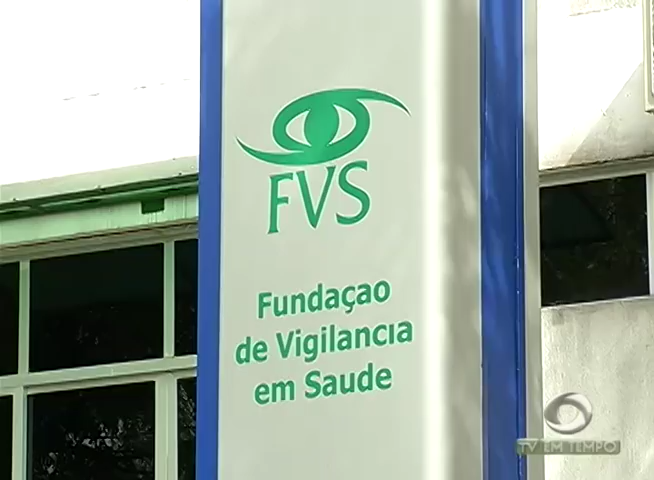 FVS
Fundaçao
de Vigilancia
em Saude
TV EM TEMPO